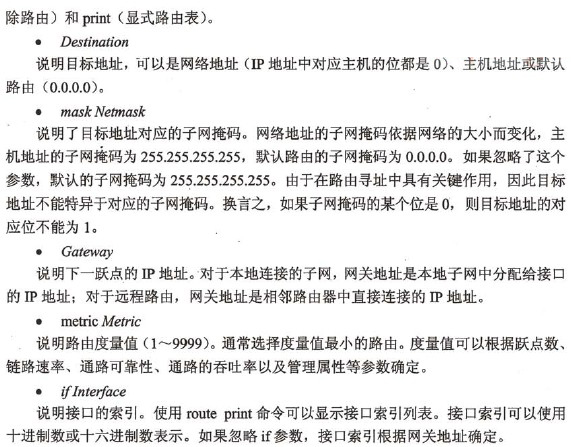 除路由）和 print（显式路由表）。
● Destination
说明目标地址，可以是网络地址（IP 地址中对应主机的位都是 0）、主机地址或默认
路由（0.0.0.0）。
● mask Netmask
说明了目标地址对应的子网掩码。网络地址的子网掩码依据网络的大小而变化，主
机地址的子网掩码为 255.255.255.255，默认路由的子网掩码为 0.0.0.0。如果忽略了这个
参数，默认的子网掩码为 255.255.255.255。由于在路由寻址中具有关键作用，因此目标
地址不能特异于对应的子网掩码。换言之，如果子网掩码的某个位是 0，则目标地址的对
应位不能为 1。
● Gateway
说明下一跃点的 IP 地址。对于本地连接的子网，网关地址是本地子网中分配给接口
的 IP 地址；对于远程路由，网关地址是相邻路由器中直接连接的 IP 地址。
● metric Metric
说明路由度量值（1～9999）。通常选择度量值最小的路由。度量值可以根据跃点数、
链路速率、通路可靠性、通路的吞吐率以及管理属性等参数确定。
● if Interface
说明接口的索引。使用 route print 命令可以显示接口索引列表。接口索引可以使用
十进制数或十六进制数表示。如果忽略 if 参数，接口索引根据网关地址确定。